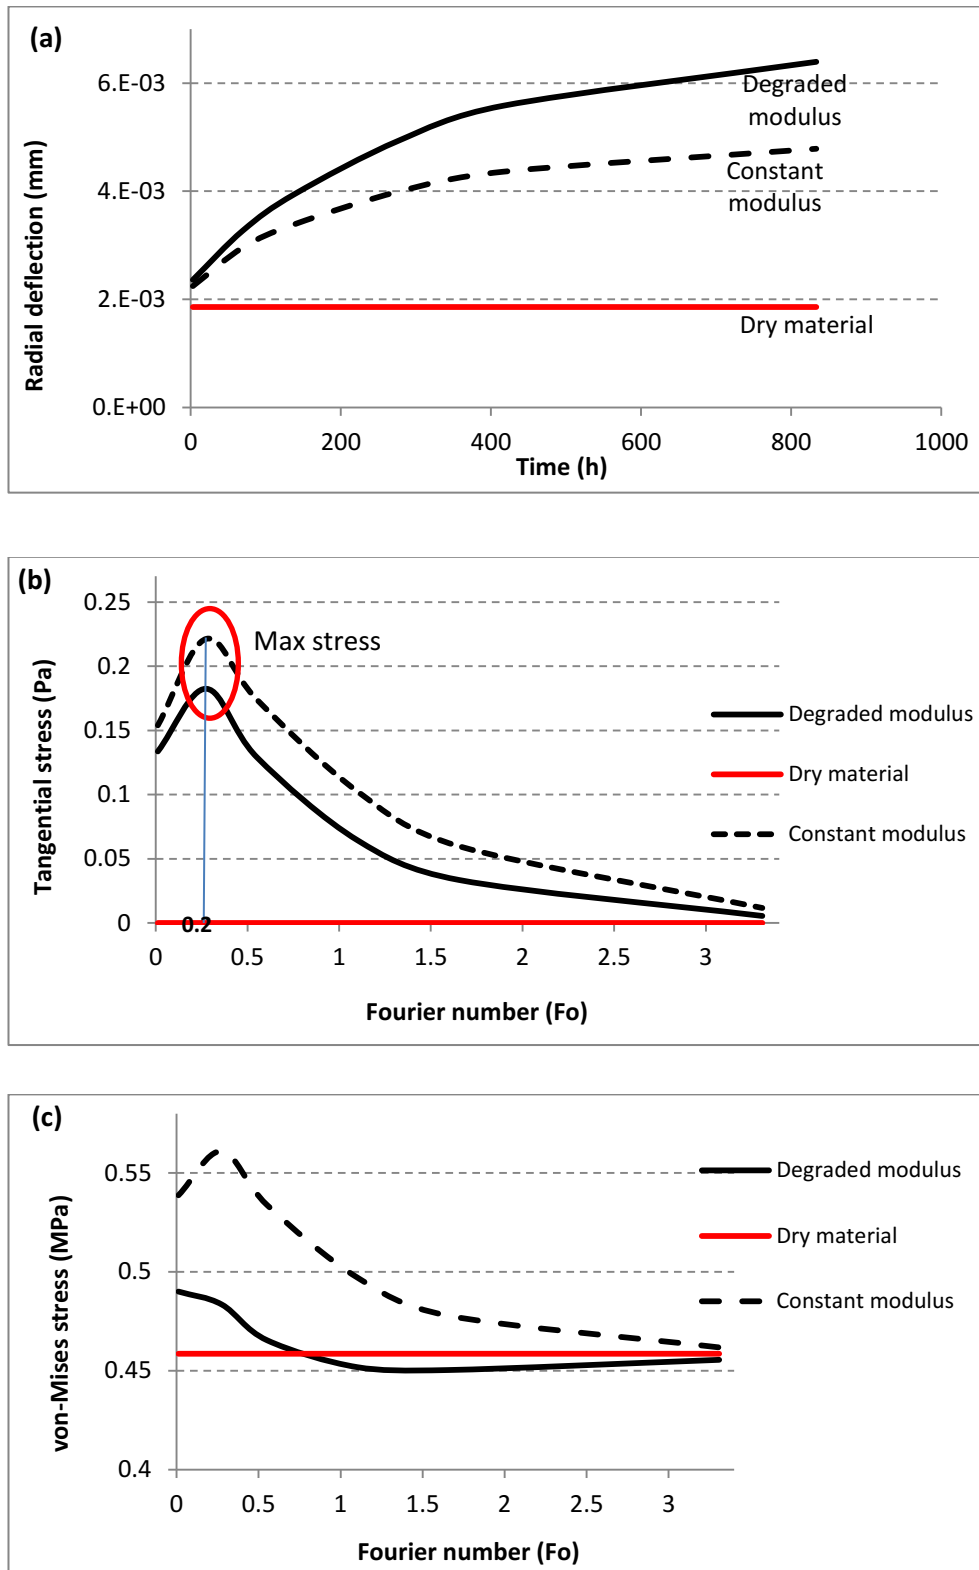 (a)
6.E-03
4.E-03
2.E-03
0.E+00
Radial deflection (mm)
Degraded
modulus
Constant
modulus
Dry material
0 200 400 600 800 1000
Time (h)
(b)
0.25
0.2
0.15
0.1
0.05
0
Tangential stress (Pa)
Max stress
Degraded modulus
Dry material
Constant modulus
0.2
0 0.5 1 1.5 2 2.5 3
Fourier number (Fo)
(c)
0.55
0.5
0.45
0.4
von-Mises stress (MPa)
Degraded modulus
Dry material
Constant modulus
0 0.5 1 1.5 2 2.5 3
Fourier number (Fo)